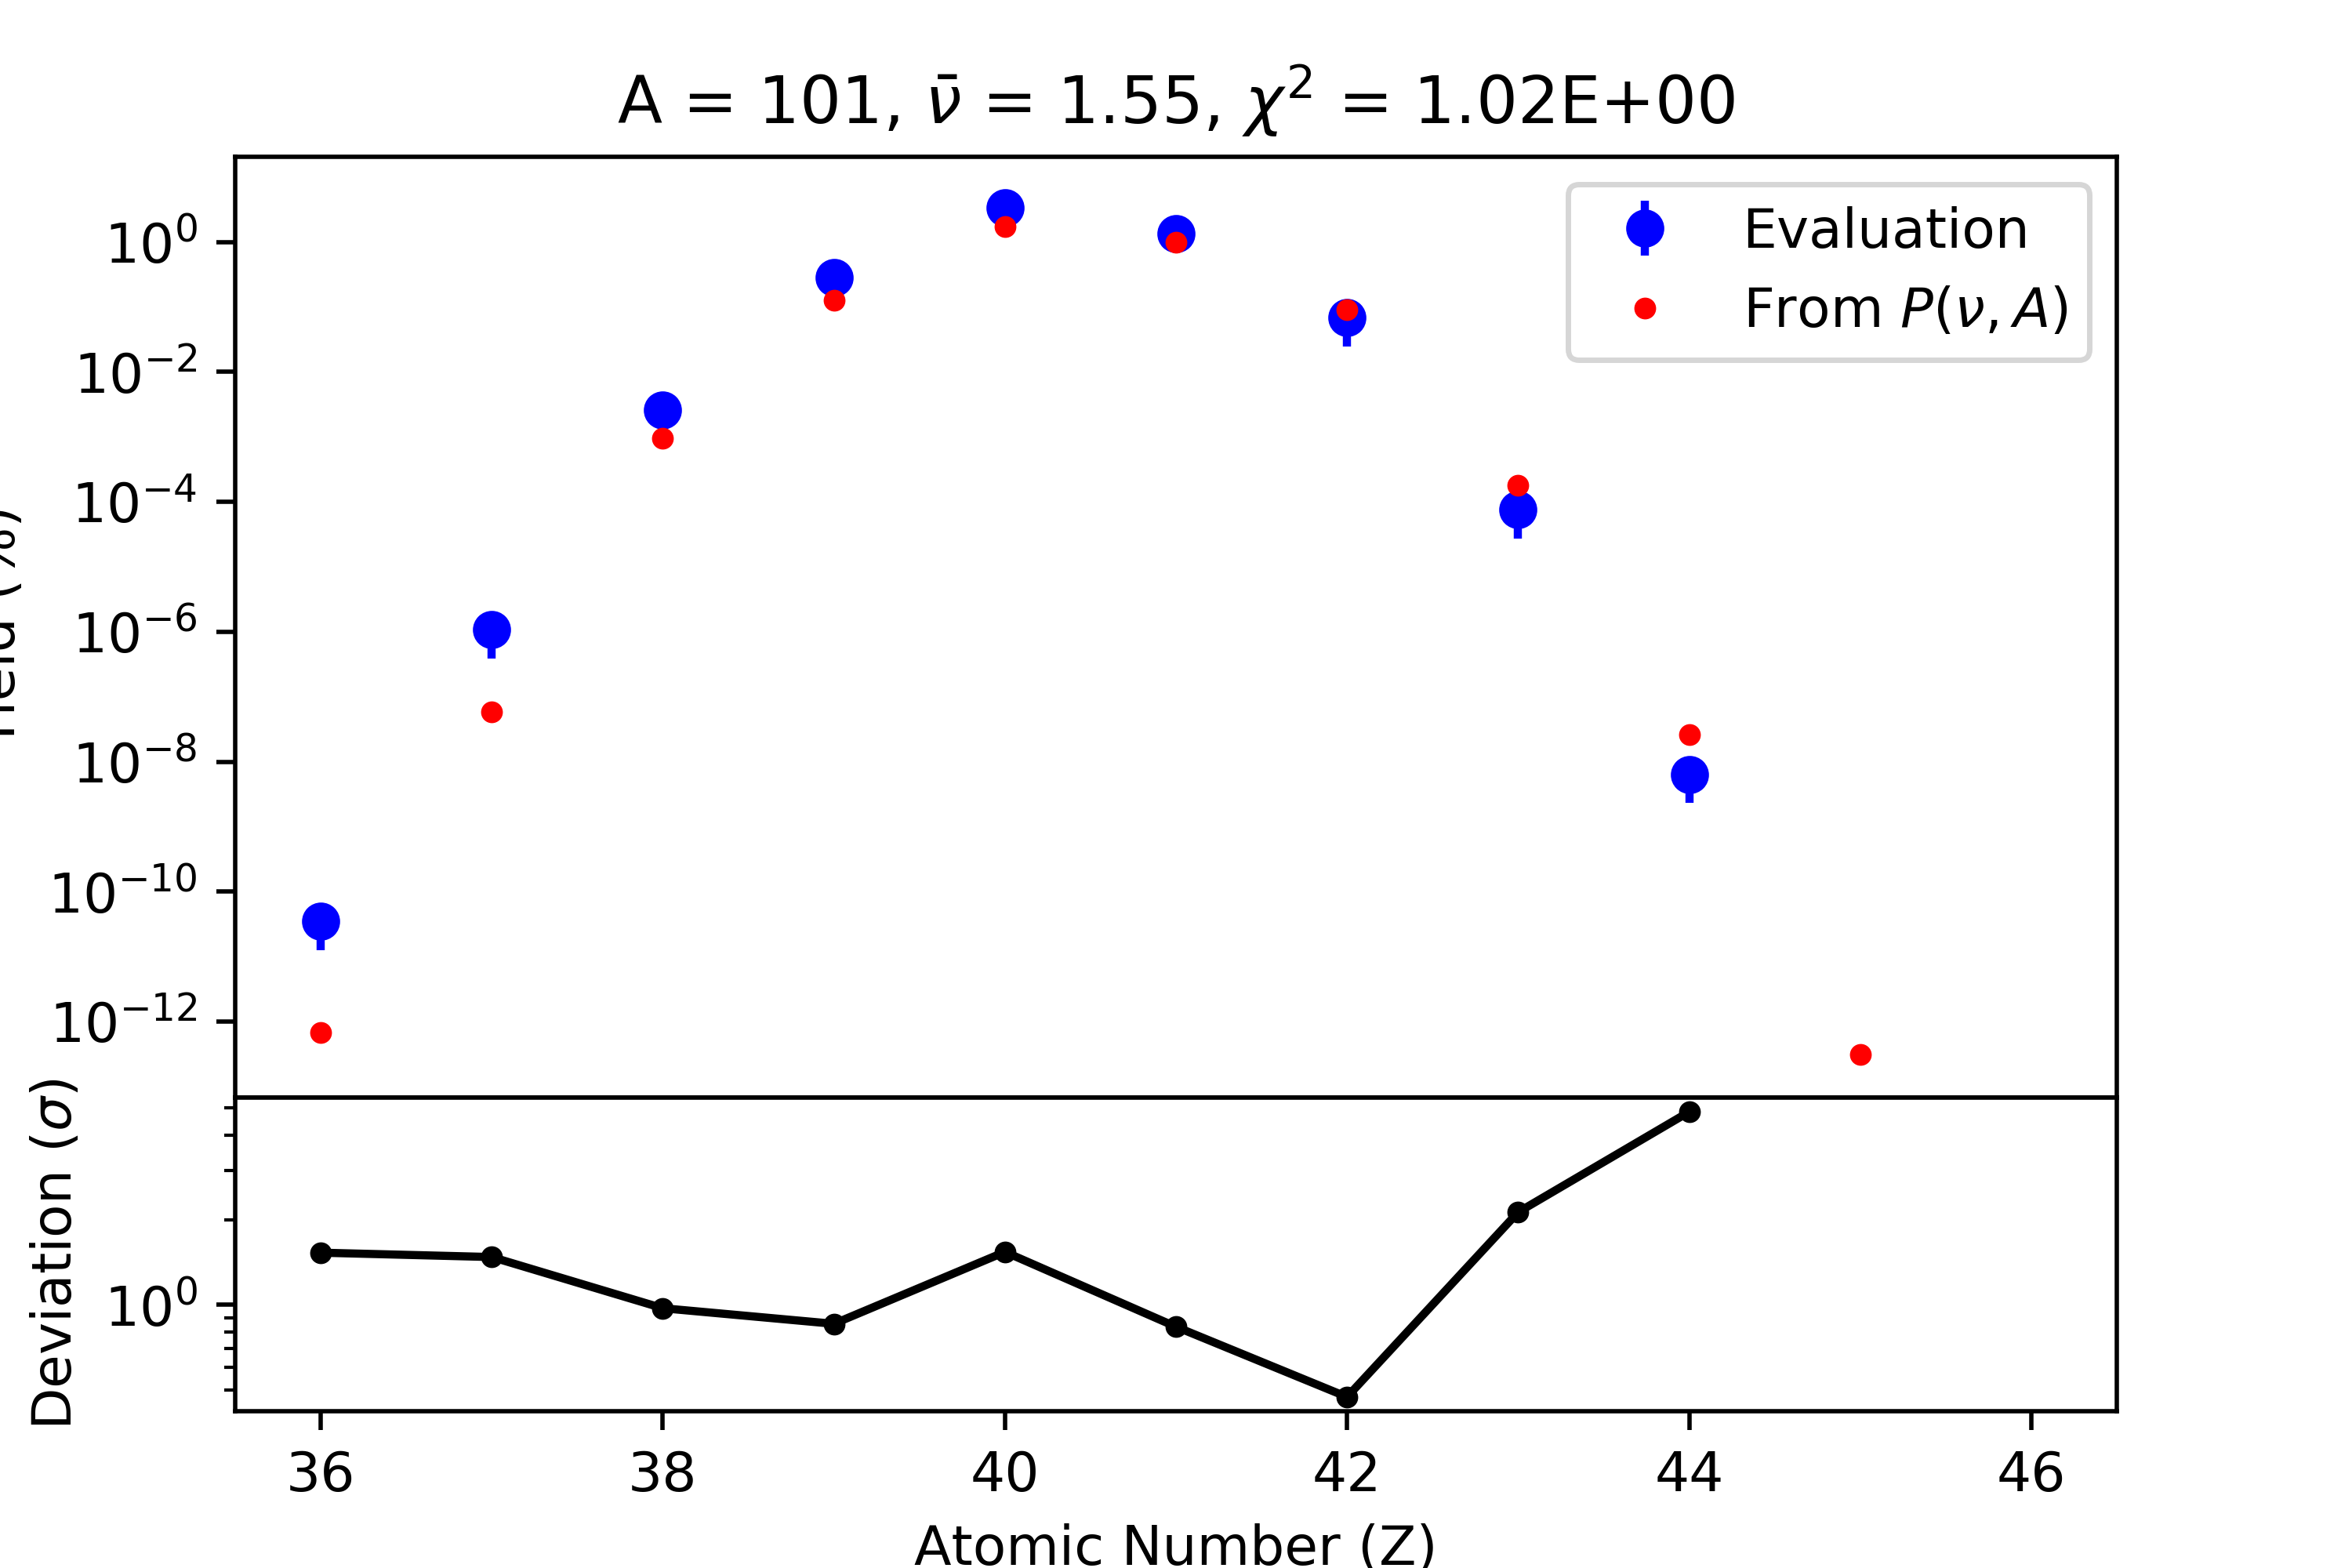 A = 101, ν̄ = 1.55, χ² = 1.02E+00
Evaluation
From P(ν, A)
10⁰
10⁻²
10⁻⁴
10⁻⁶
10⁻⁸
10⁻¹⁰
10⁻¹²
(%)
Deviation (σ)
10⁰
36 38 40 42 44 46
Atomic Number (Z)